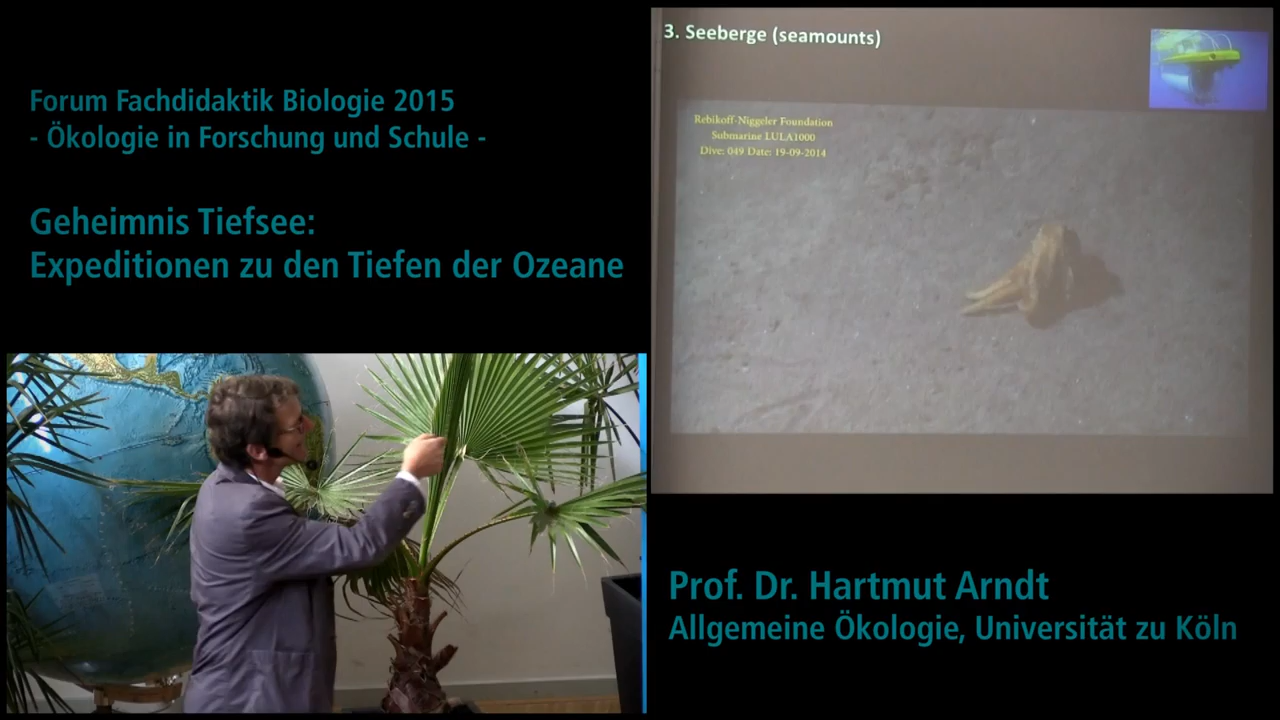 Forum Fachdidaktik Biologie 2015
- Ökologie in Forschung und Schule -
Geheimnis Tiefsee:
Expeditionen zu den Tiefen der Ozeane
3. Seeberge (seamounts)
Rebikoff-Niggeler Foundation
Submarine LULA1000
Dive: 049 Date: 19-09-2014
Prof. Dr. Hartmut Arndt
Allgemeine Ökologie, Universität zu Köln